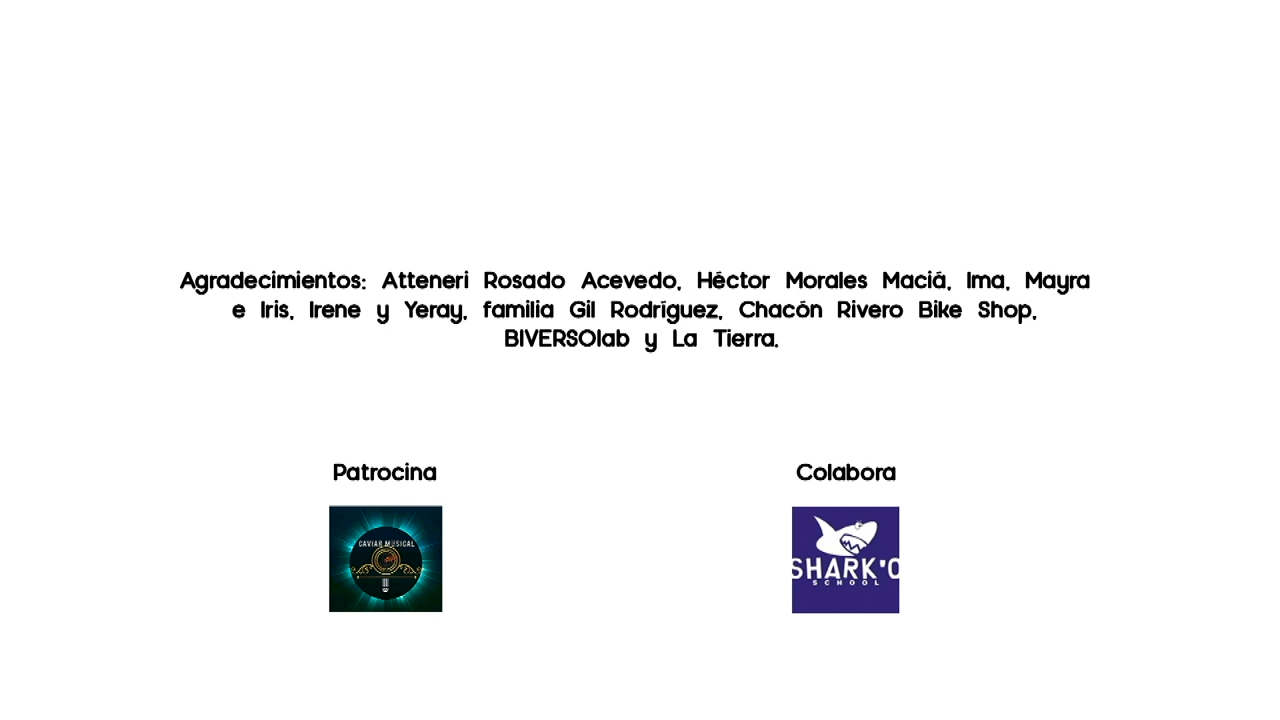 Agradecimientos: Atteneri Rosado Acevedo, Héctor Morales Maciá, Ima, Mayra
e Iris, Irene y Yeray, familia Gil Rodríguez, Chacón Rivero Bike Shop,
BIVERSOlab y La Tierra.
Patrocina
Colabora
CAVIAR MUSICAL
SHARK'O
SCHOOL